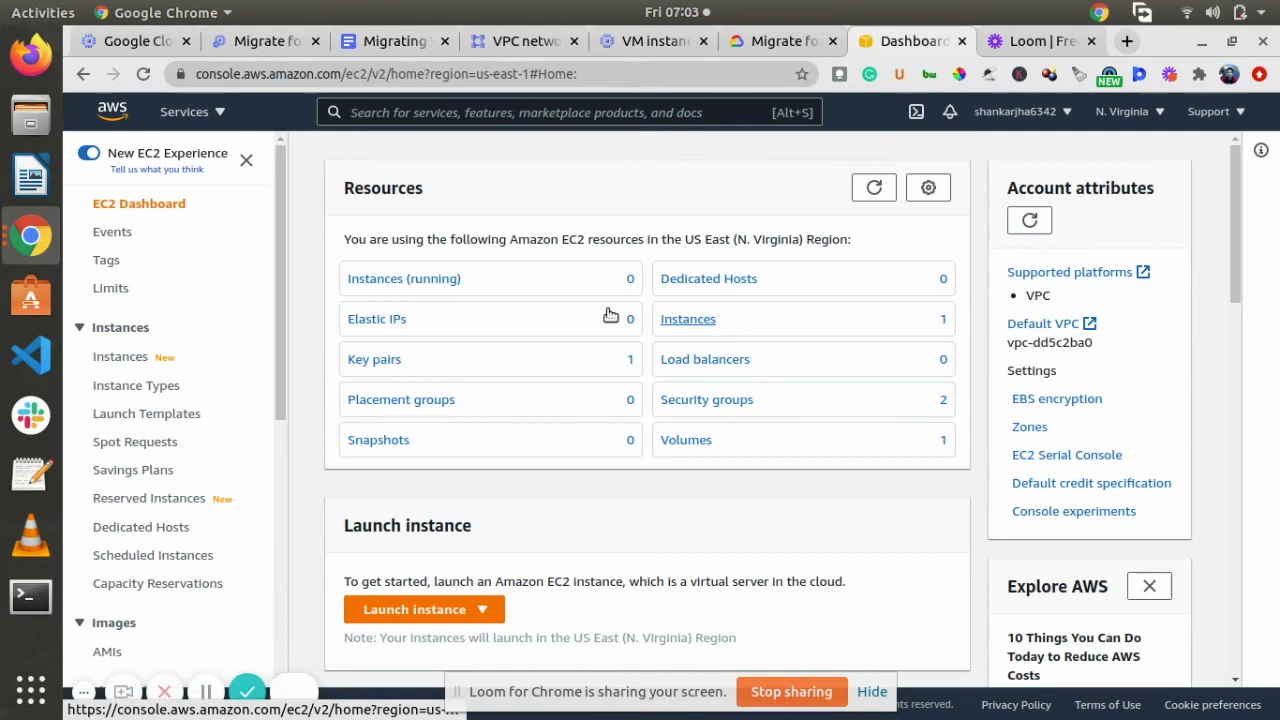 Activities
Google Chrome
Fri 07:03
Google Clo
Migrate fo
Migrating
VPC netwo
VM instanc
Migrate fo
Dashboard
Loom | Fre
console.aws.amazon.com/ec2/v2/home?region=us-east-1#Home:
NEW
aws
Services
Search for services, features, marketplace products, and docs
[Alt+S]
shankarjha6342
N. Virginia
Support
New EC2 Experience
Tell us what you think
EC2 Dashboard
Events
Tags
Limits
Instances
Instances New
Instance Types
Launch Templates
Spot Requests
Savings Plans
Reserved Instances New
Dedicated Hosts
Scheduled Instances
Capacity Reservations
Images
AMIs
Resources
You are using the following Amazon EC2 resources in the US East (N. Virginia) Region:
Instances (running) 0
Dedicated Hosts 0
Elastic IPs 0
Instances 1
Key pairs 1
Load balancers 0
Placement groups 0
Security groups 2
Snapshots 0
Volumes 1
Launch instance
To get started, launch an Amazon EC2 instance, which is a virtual server in the cloud.
Launch instance
Note: Your instances will launch in the US East (N. Virginia) Region
Account attributes
Supported platforms
• VPC
Default VPC
vpc-dd5c2ba0
Settings
EBS encryption
Zones
EC2 Serial Console
Default credit specification
Console experiments
Explore AWS
10 Things You Can Do
Today to Reduce AWS
Costs
Loom for Chrome is sharing your screen.
Stop sharing
Hide
https://console.aws.amazon.com/ec2/v2/home?region=us-...
ts reserved.
Privacy Policy
Terms of Use
Cookie preferences